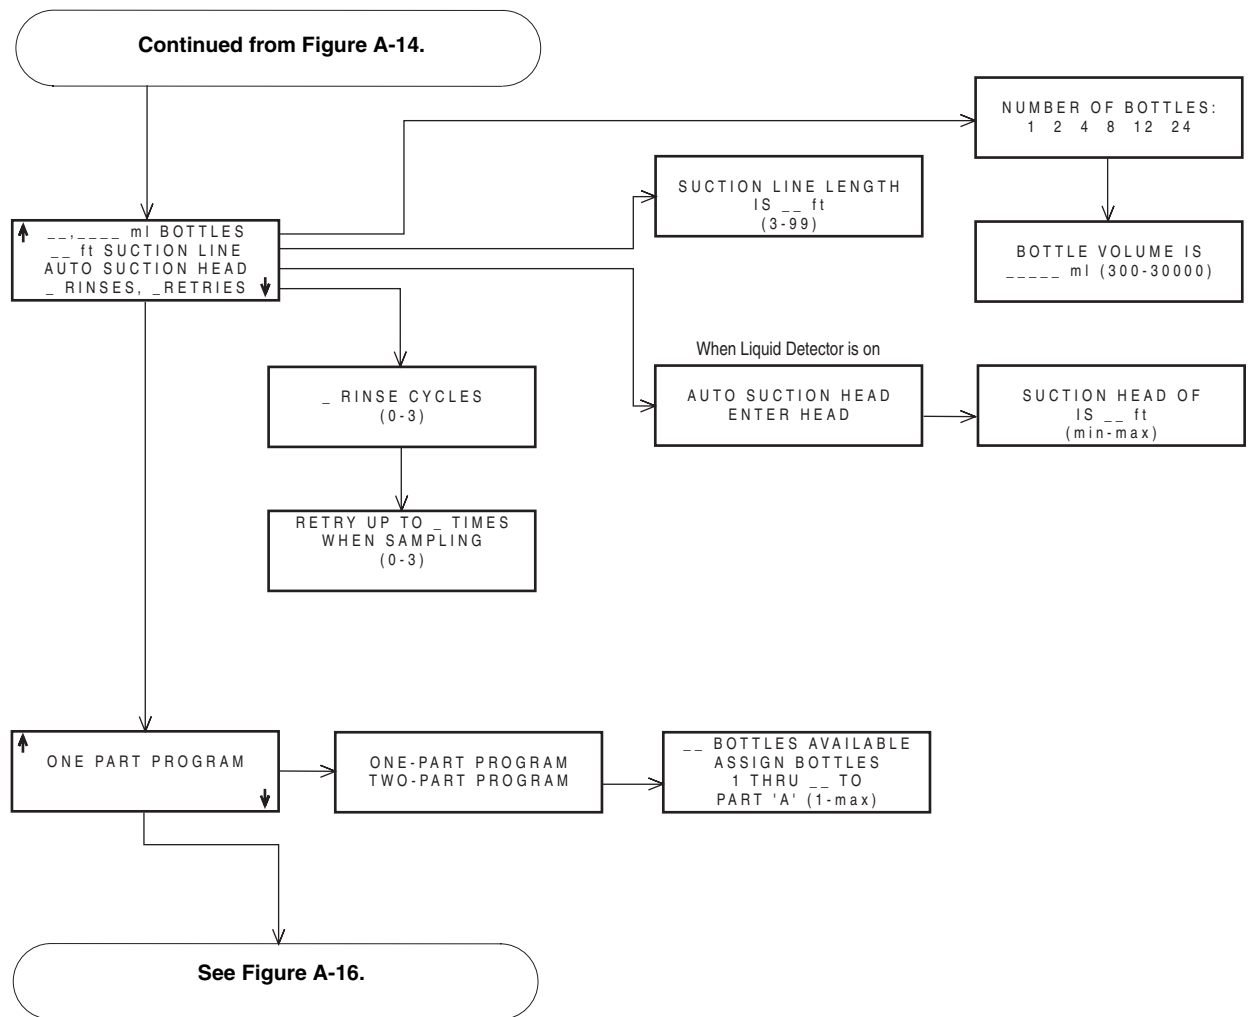 Continued from Figure A-14.
NUMBER OF BOTTLES:
1 2 4 8 12 24
SUCTION LINE LENGTH
IS __ ft
(3-99)
__,____ ml BOTTLES
__ ft SUCTION LINE
AUTO SUCTION HEAD
_ RINSES, _RETRIES
BOTTLE VOLUME IS
_____ ml (300-30000)
When Liquid Detector is on
AUTO SUCTION HEAD
ENTER HEAD
SUCTION HEAD OF
IS __ ft
(min-max)
_ RINSE CYCLES
(0-3)
RETRY UP TO _ TIMES
WHEN SAMPLING
(0-3)
ONE PART PROGRAM
ONE-PART PROGRAM
TWO-PART PROGRAM
__ BOTTLES AVAILABLE
ASSIGN BOTTLES
1 THRU __ TO
PART 'A' (1-max)
See Figure A-16.